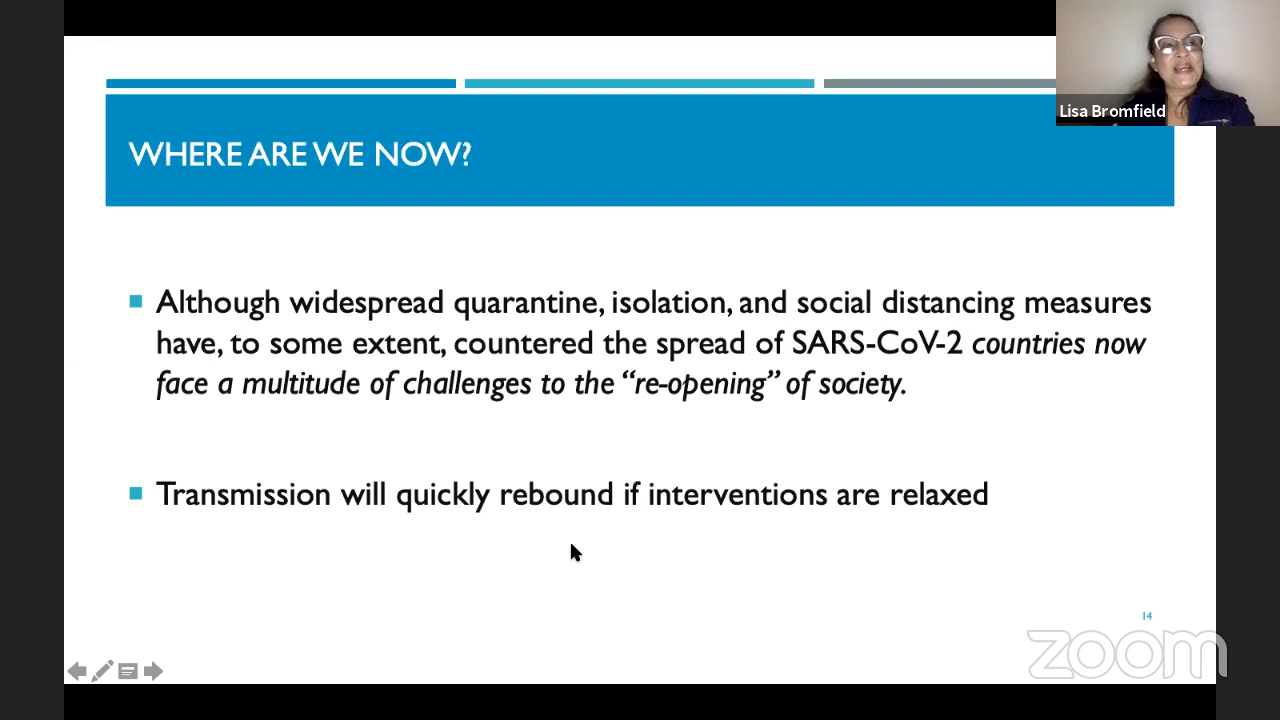 Lisa Bromfield
WHERE ARE WE NOW?
Although widespread quarantine, isolation, and social distancing measures
have, to some extent, countered the spread of SARS-CoV-2 countries now
face a multitude of challenges to the “re-opening” of society.
Transmission will quickly rebound if interventions are relaxed
14
zoom